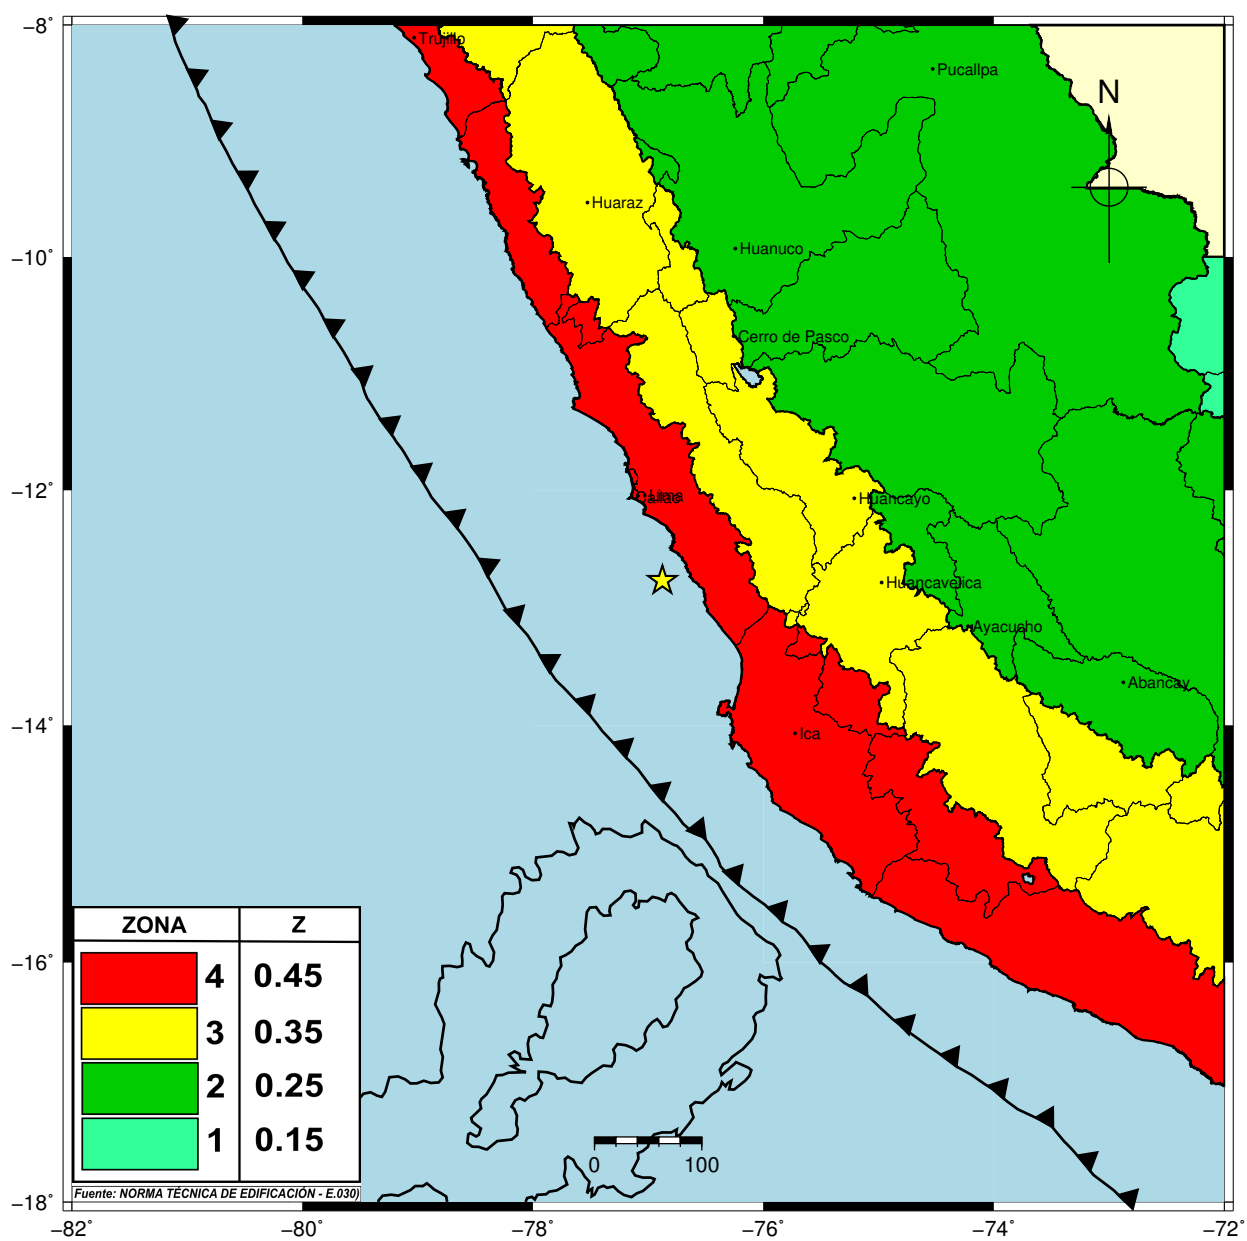 −8°
−10°
−12°
−14°
−16°
−18°
−82°
−80°
−78°
−76°
−74°
−72°
N
Trujillo
Pucallpa
Huaraz
Huanuco
Cerro de Pasco
Lima
Callao
Huancayo
Huancavelica
Ayacucho
Abancay
Ica
ZONA Z
4 0.45
3 0.35
2 0.25
1 0.15
Fuente: NORMA TÉCNICA DE EDIFICACIÓN - E.030)
0 100